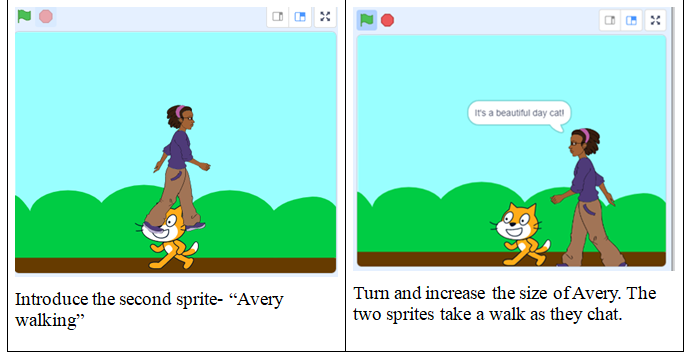 It's a beautiful day cat!
Introduce the second sprite- “Avery
walking”
Turn and increase the size of Avery. The
two sprites take a walk as they chat.